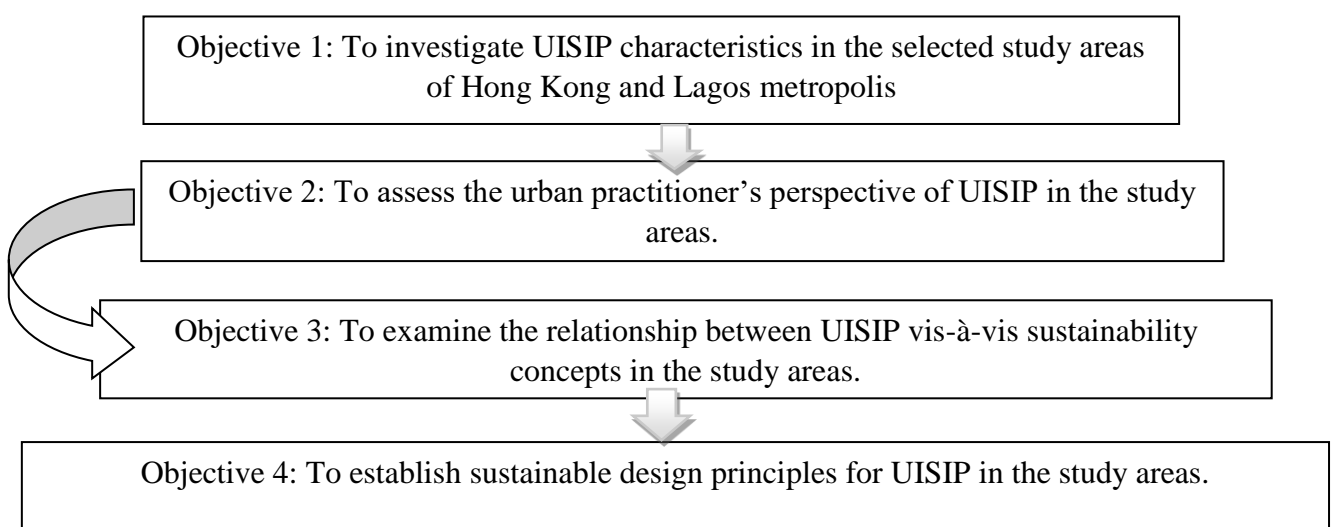 Objective 1: To investigate UISIP characteristics in the selected study areas
of Hong Kong and Lagos metropolis
Objective 2: To assess the urban practitioner’s perspective of UISIP in the study
areas.
Objective 3: To examine the relationship between UISIP vis-à-vis sustainability
concepts in the study areas.
Objective 4: To establish sustainable design principles for UISIP in the study areas.